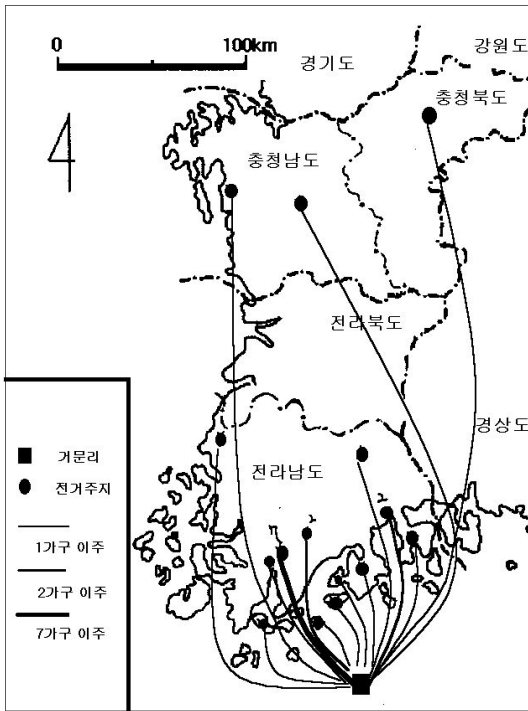 0 100km
강원도
경기도
충청북도
충청남도
전라북도
경상도
전라남도
거문리
전거주지
1가구 이주
2가구 이주
7가구 이주